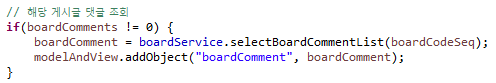 // 해당 게시글 댓글 조회
if(boardComments != 0) {
    boardComment = boardService.selectBoardCommentList(boardCodeSeq);
    modelAndView.addObject("boardComment", boardComment);
}